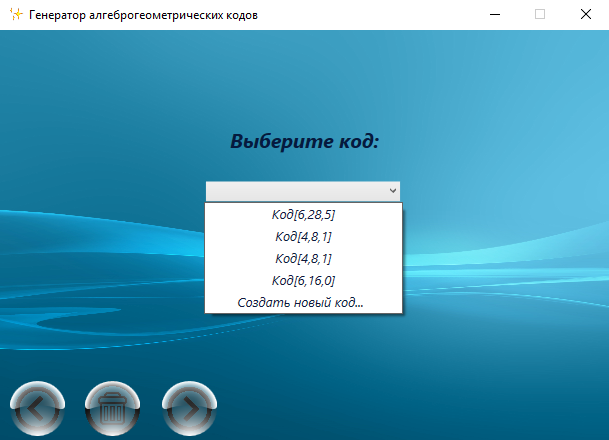 Генератор алгеброгеометрических кодов
Выберите код:
Код[6,28,5]
Код[4,8,1]
Код[4,8,1]
Код[6,16,0]
Создать новый код...